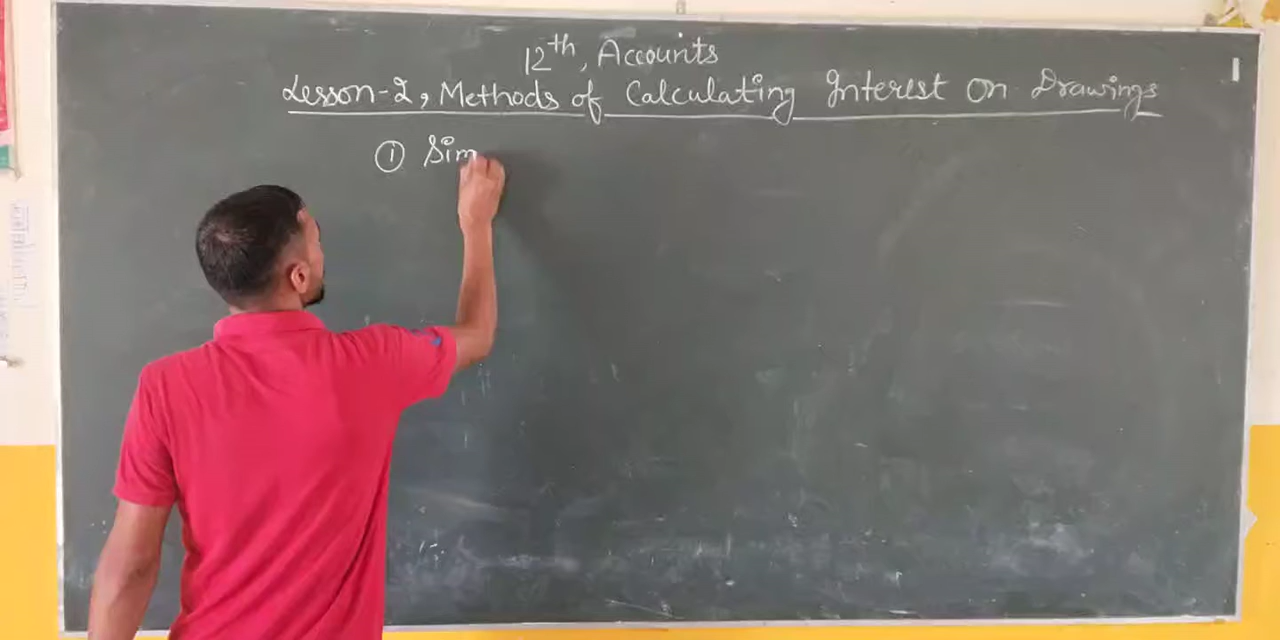 12th, Accounts
Lesson-2, Methods of Calculating Interest On Drawings
① Sim